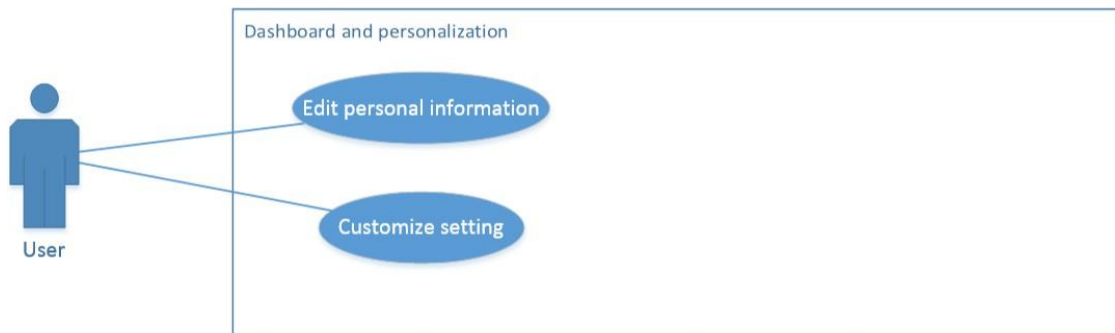 Dashboard and personalization
Edit personal information
Customize setting
User